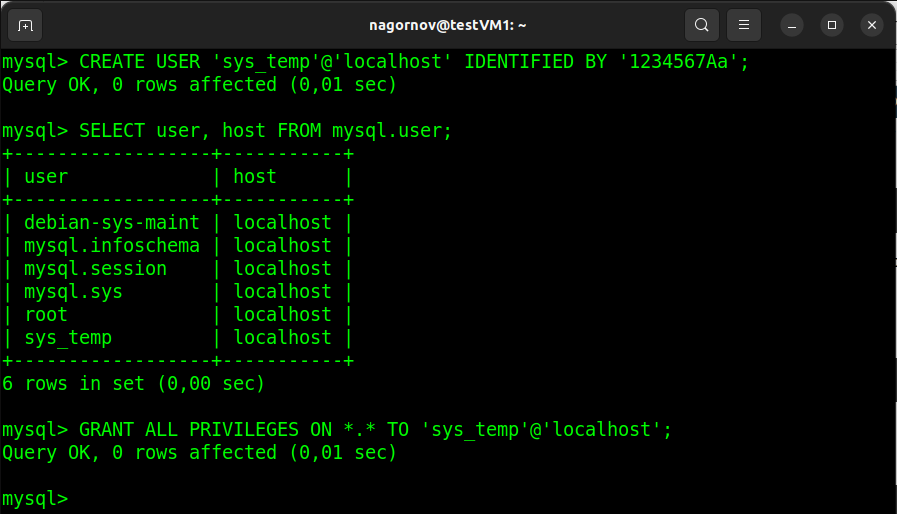 nagornov@testVM1: ~
mysql> CREATE USER 'sys_temp'@'localhost' IDENTIFIED BY '1234567Aa';
Query OK, 0 rows affected (0,01 sec)
mysql> SELECT user, host FROM mysql.user;
+------------------+-----------+
| user             | host      |
+------------------+-----------+
| debian-sys-maint | localhost |
| mysql.infoschema | localhost |
| mysql.session    | localhost |
| mysql.sys        | localhost |
| root             | localhost |
| sys_temp         | localhost |
+------------------+-----------+
6 rows in set (0,00 sec)
mysql> GRANT ALL PRIVILEGES ON *.* TO 'sys_temp'@'localhost';
Query OK, 0 rows affected (0,01 sec)
mysql>